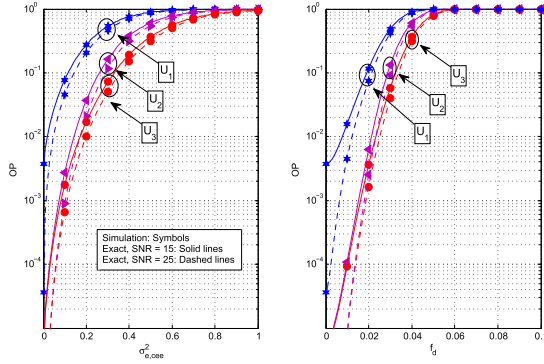 10^0
10^-1
10^-2
10^-3
10^-4
OP
0
0.2
0.4
0.6
0.8
1
σ²e,cee
U1
U2
U3
Simulation: Symbols
Exact, SNR = 15: Solid lines
Exact, SNR = 25: Dashed lines
10^0
10^-1
10^-2
10^-3
10^-4
OP
0
0.02
0.04
0.06
0.08
0.1
fd
U3
U2
U1